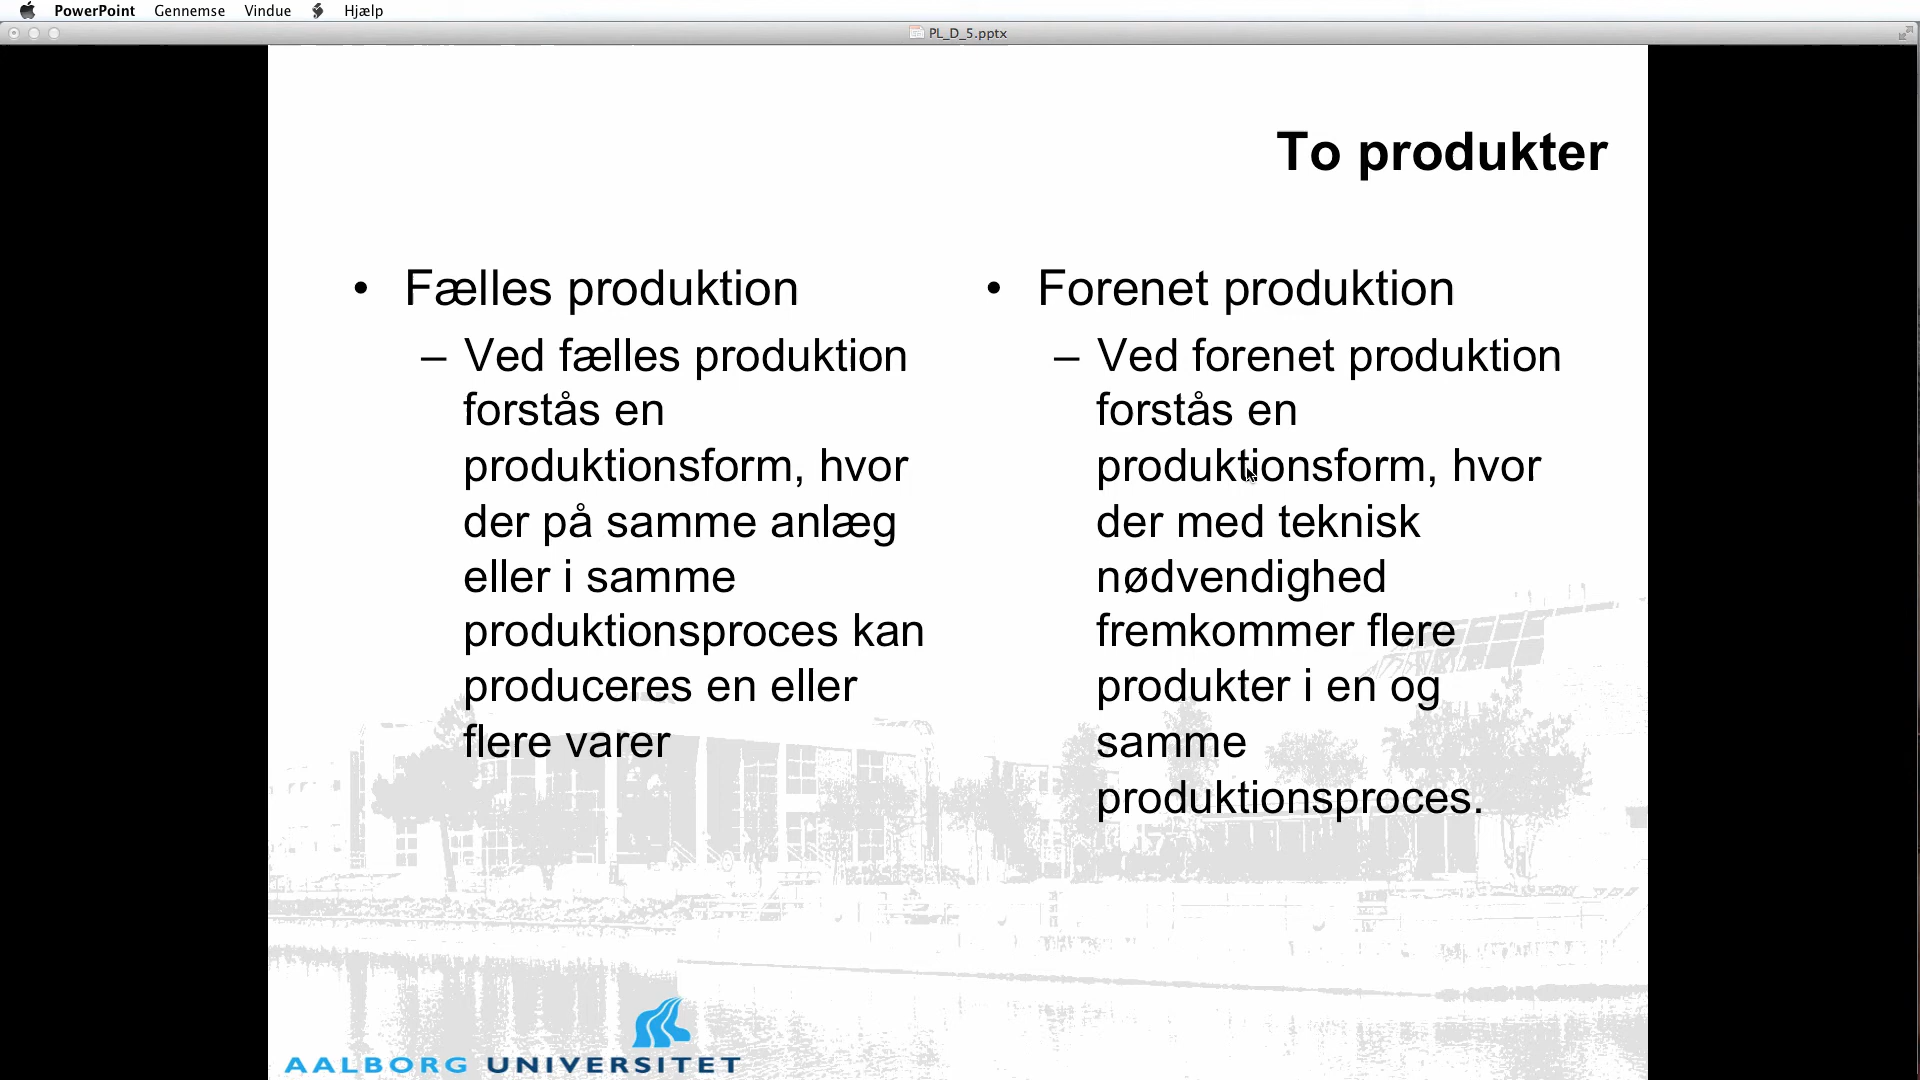 PowerPoint Gennemse Vindue Hjælp
PL_D_5.pptx
To produkter
• Fælles produktion
– Ved fælles produktion
forstås en
produktionsform, hvor
der på samme anlæg
eller i samme
produktionsproces kan
produceres en eller
flere varer
• Forenet produktion
– Ved forenet produktion
forstås en
produktionsform, hvor
der med teknisk
nødvendighed
fremkommer flere
produkter i en og
samme
produktionsproces.
AALBORG UNIVERSITET